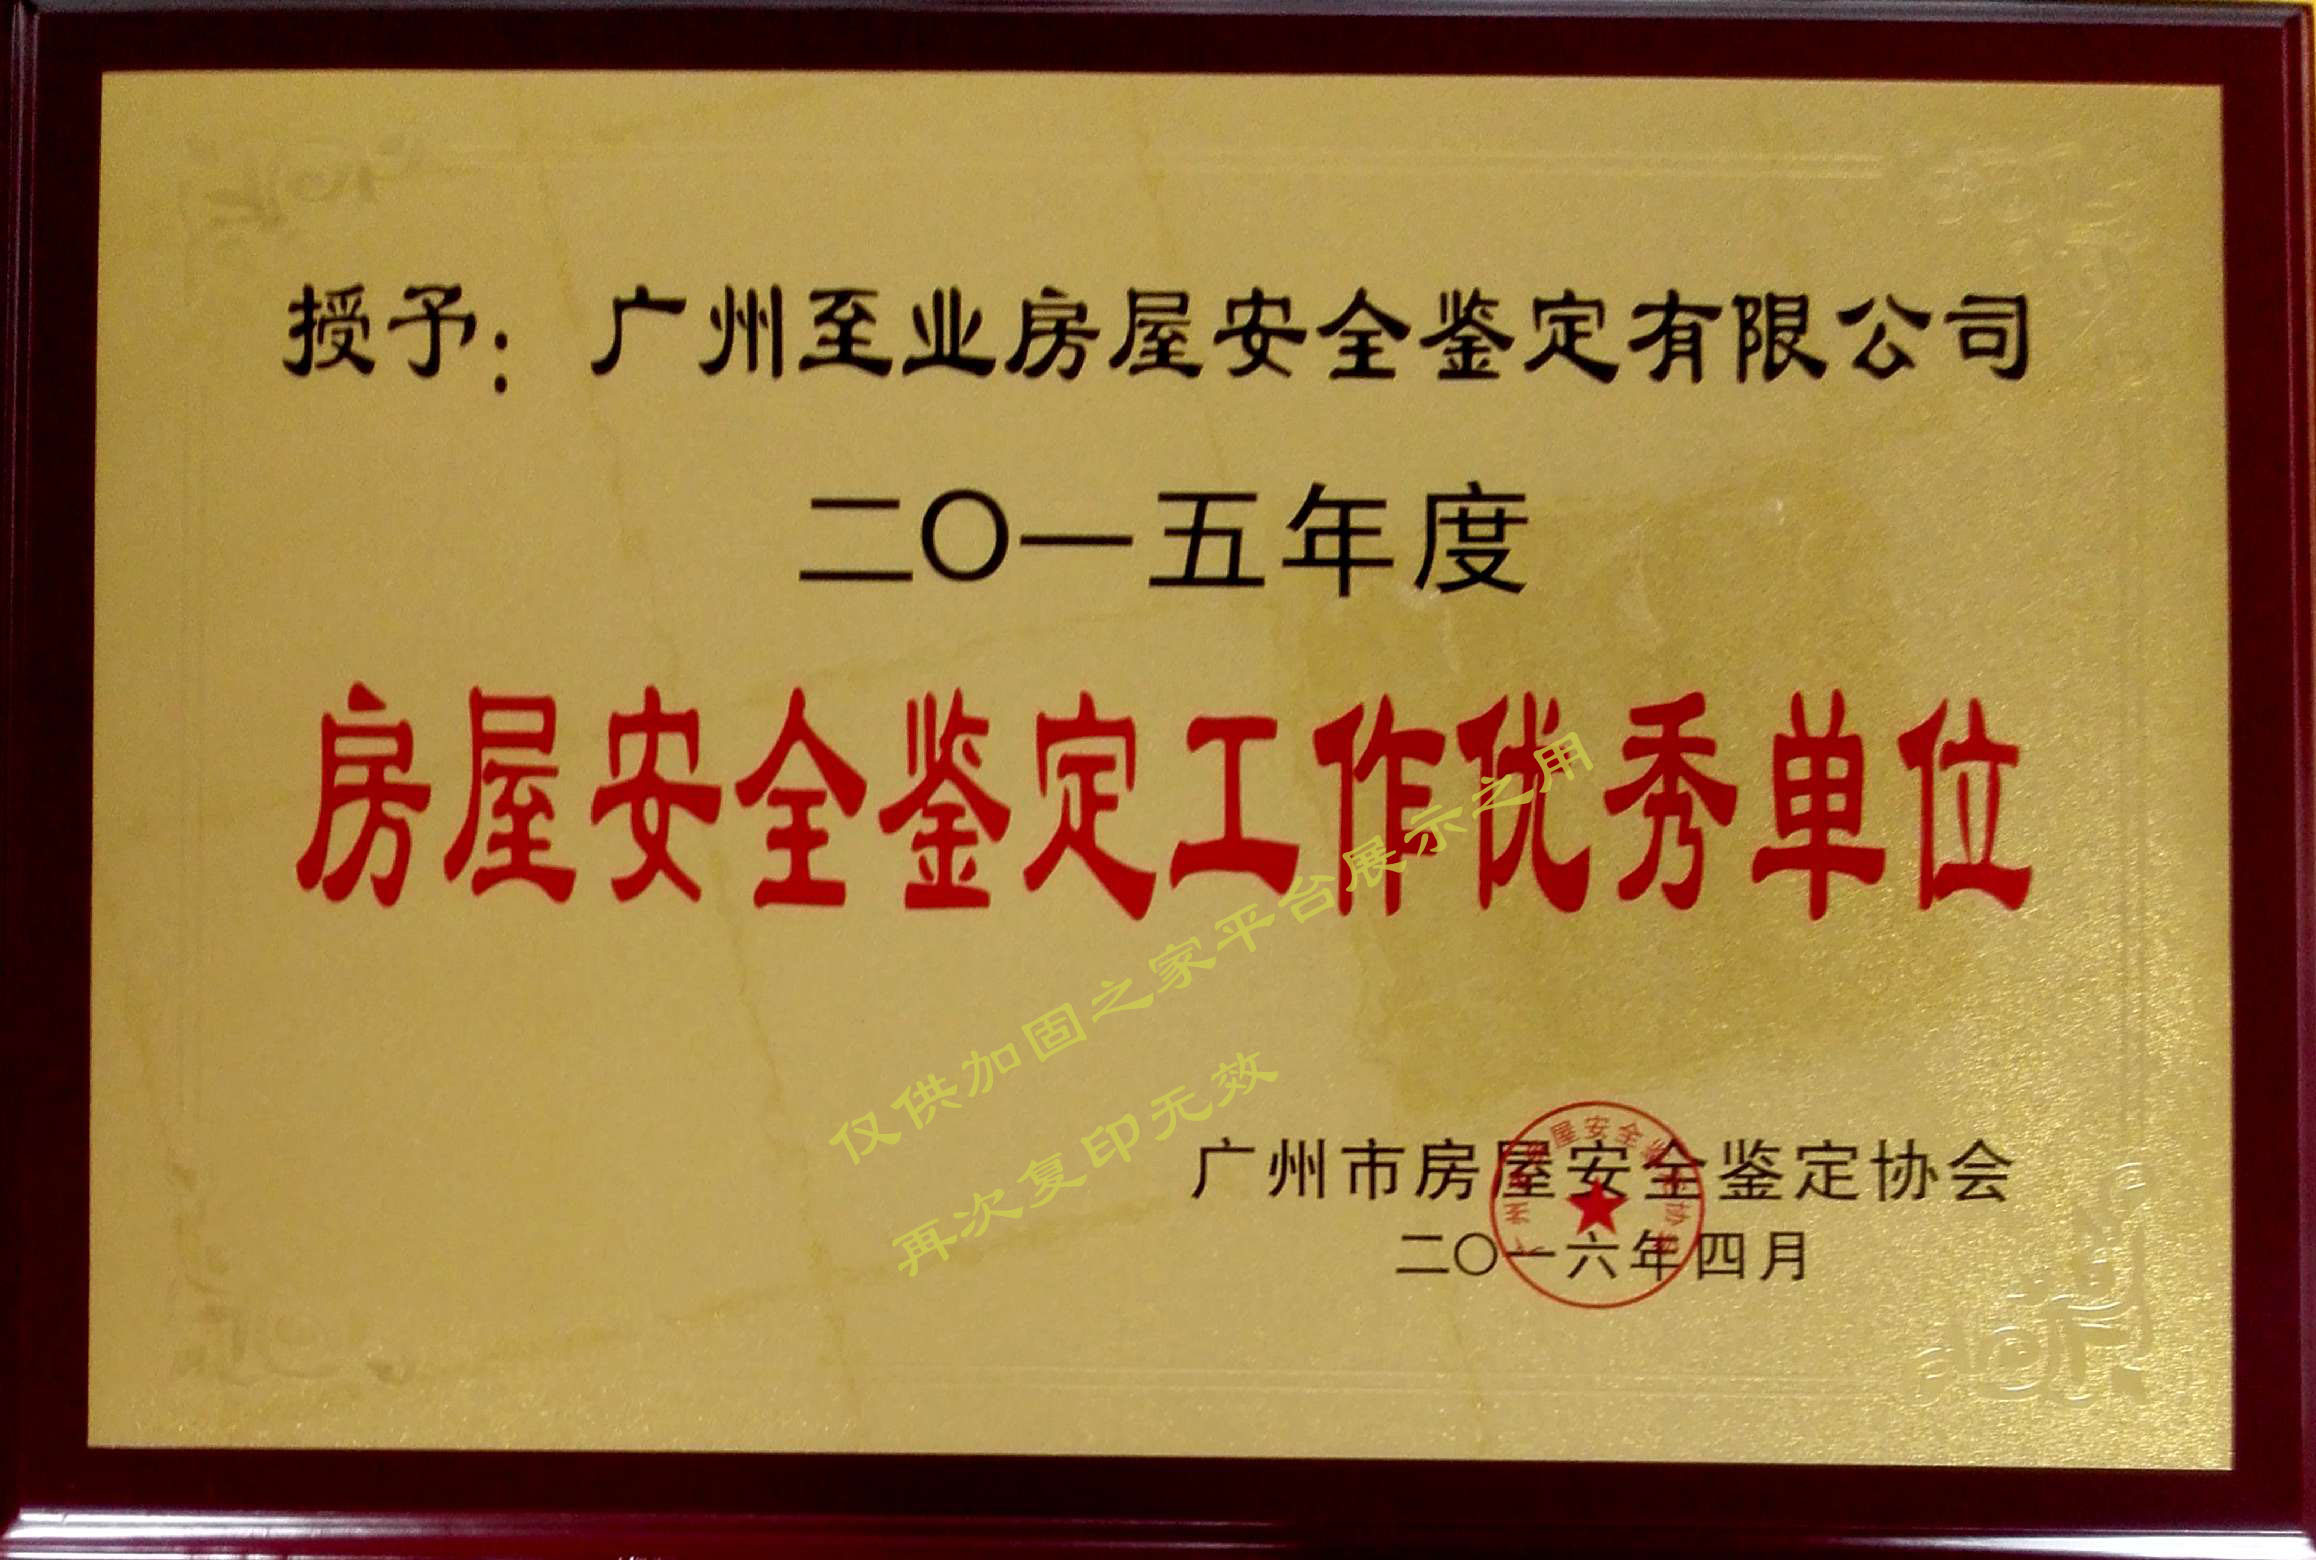 授予：广州至业房屋安全鉴定有限公司
二〇一五年度
房屋安全鉴定工作优秀单位
仅供加固之家平台展示之用
再次复印无效
广州市房屋安全鉴定协会
二〇一六年四月